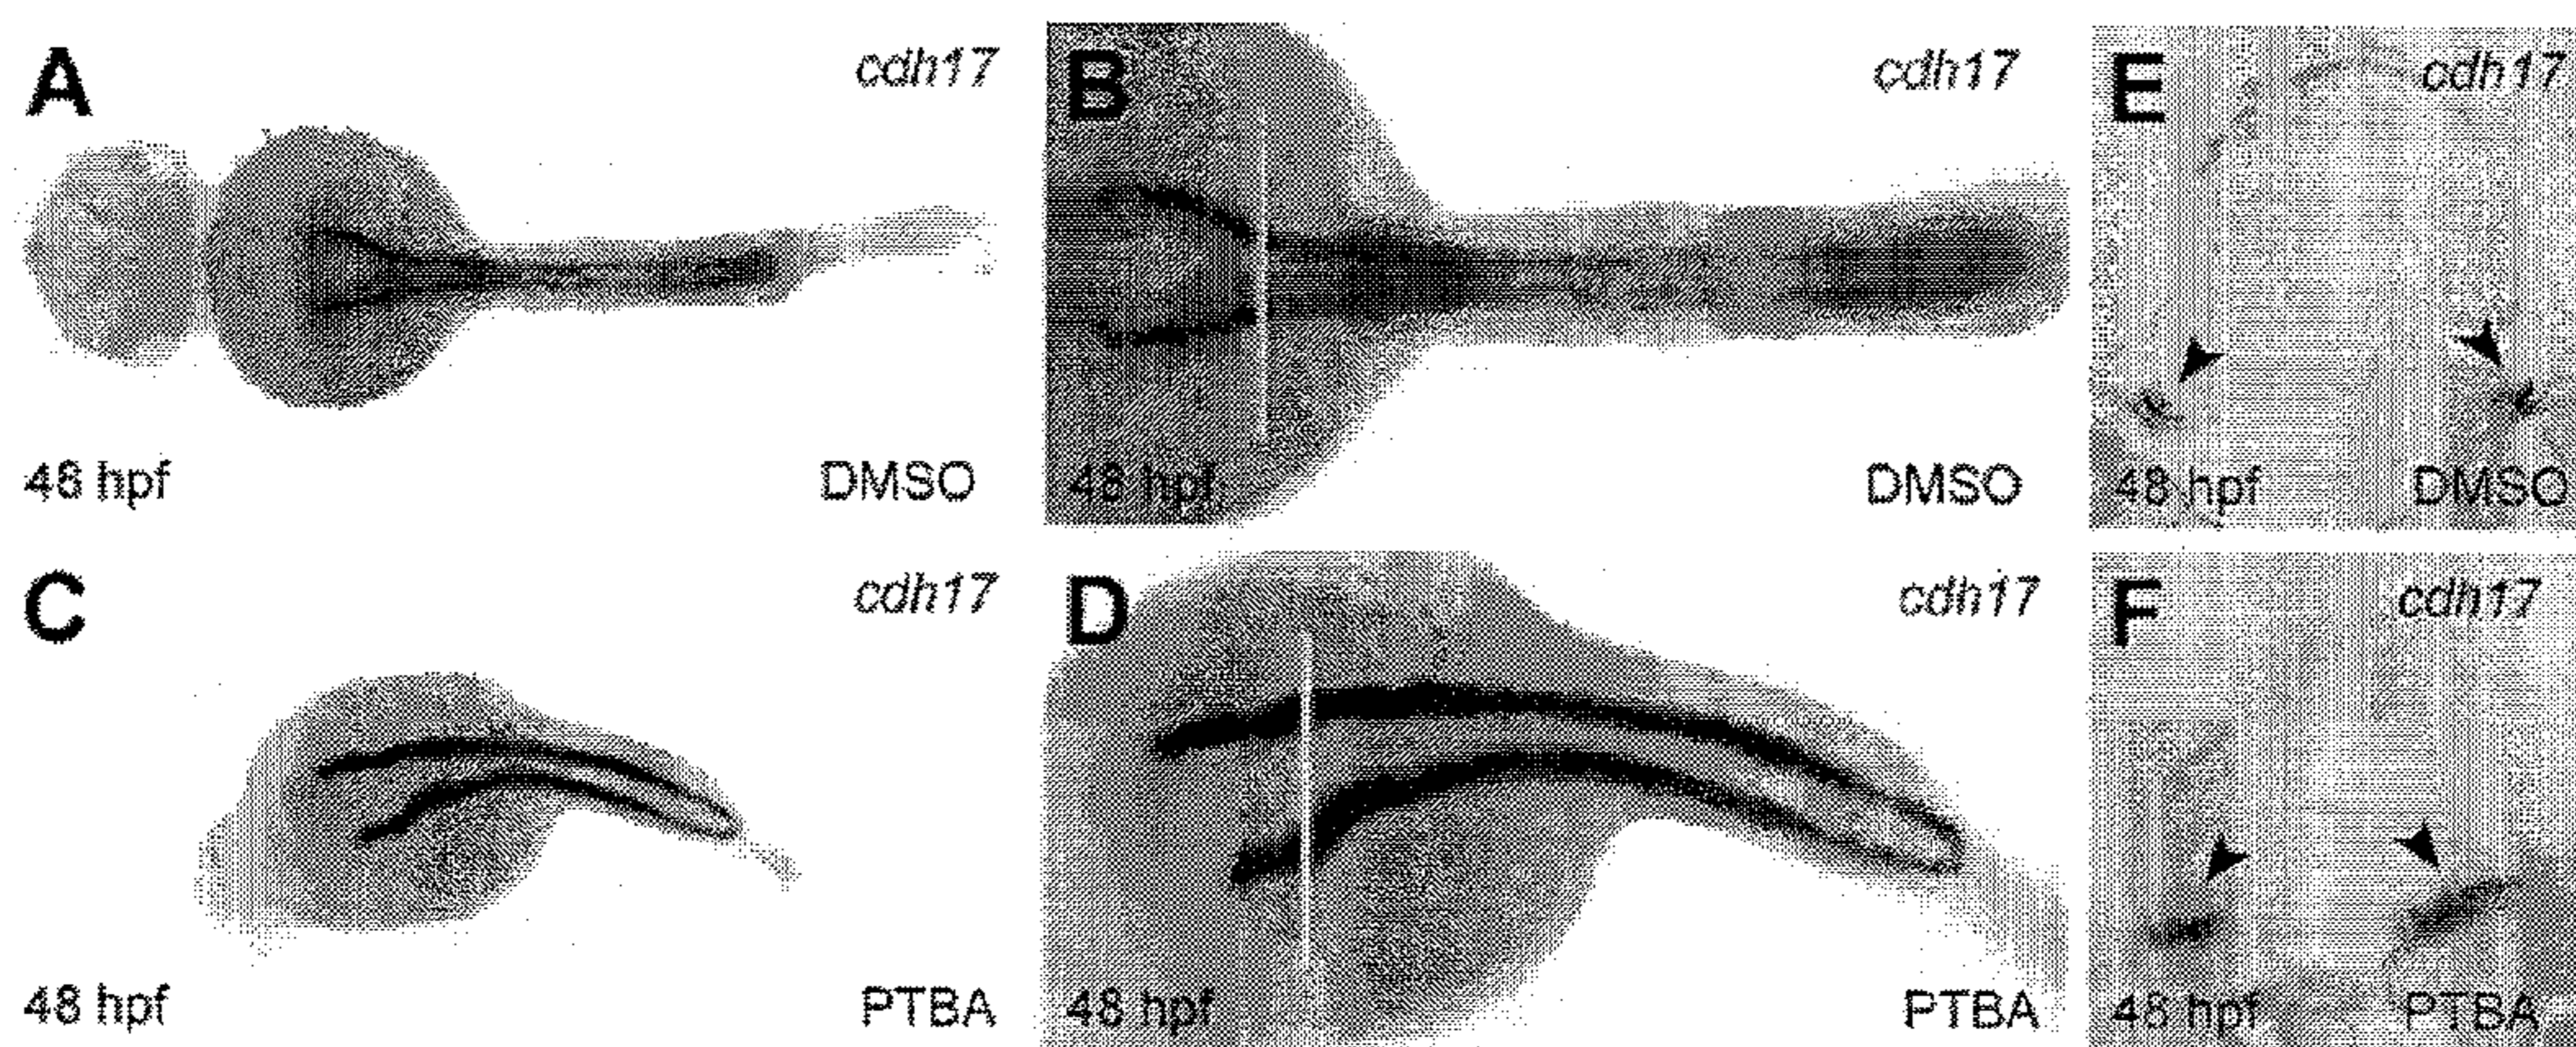 A cdh17
48 hpf DMSO
B cdh17
48 hpf DMSO
E cdh17
48 hpf DMSO
C cdh17
48 hpf PTBA
D cdh17
48 hpf PTBA
F cdh17
48 hpf PTBA